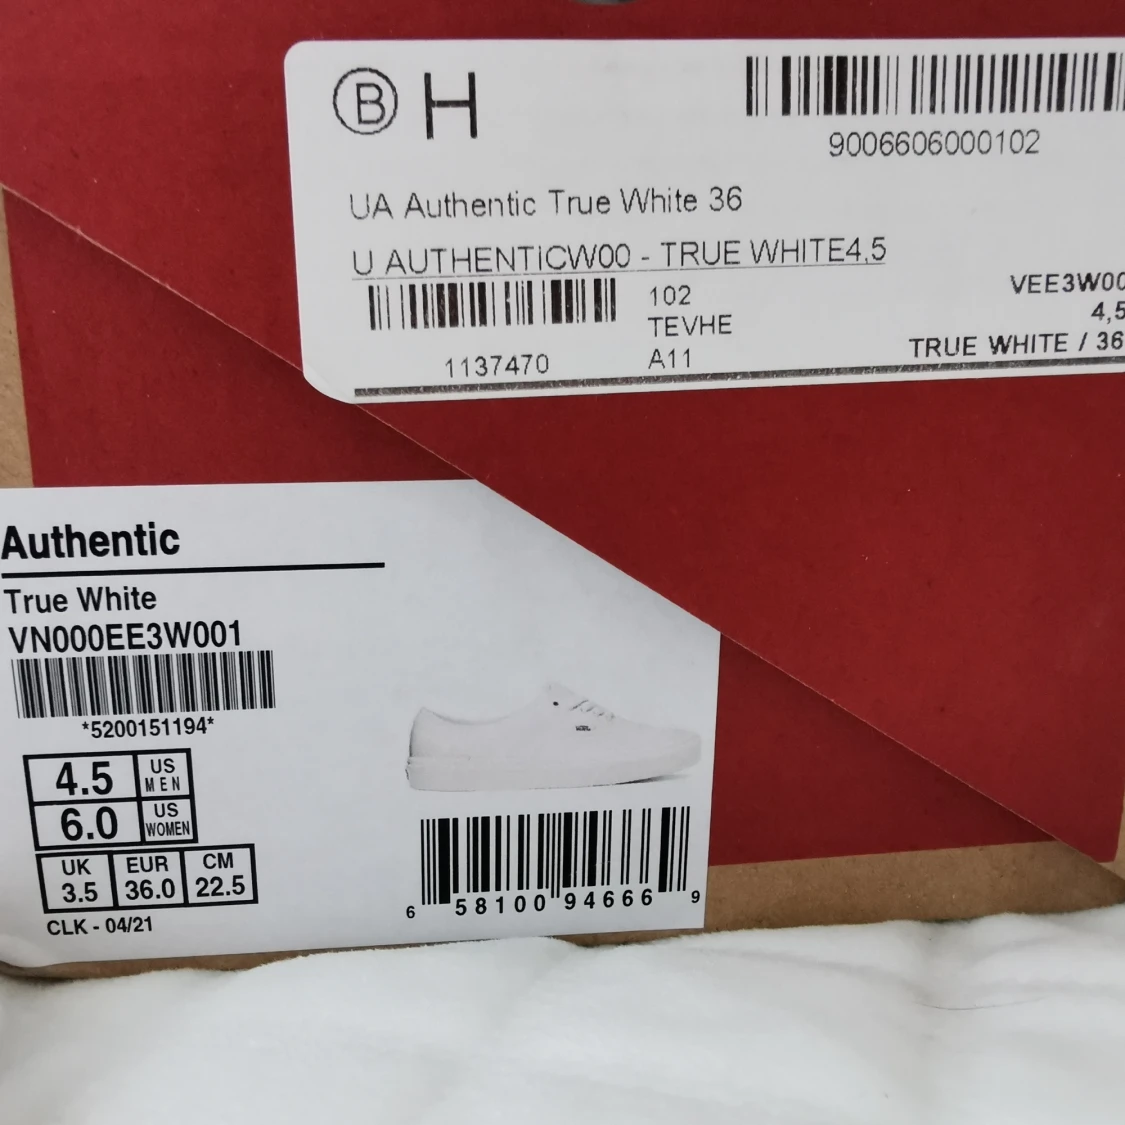 B H
9006606000102
UA Authentic True White 36
U AUTHENTiCW00 - TRUE WHITE4,5
102
TEVHE
A11
1137470
VEE3W00
4,5
TRUE WHITE / 36
Authentic
True White
VN000EE3W001
*5200151194*
4.5 US MEN
6.0 US WOMEN
UK EUR CM
3.5 36.0 22.5
CLK - 04/21
6 58100 94666 9